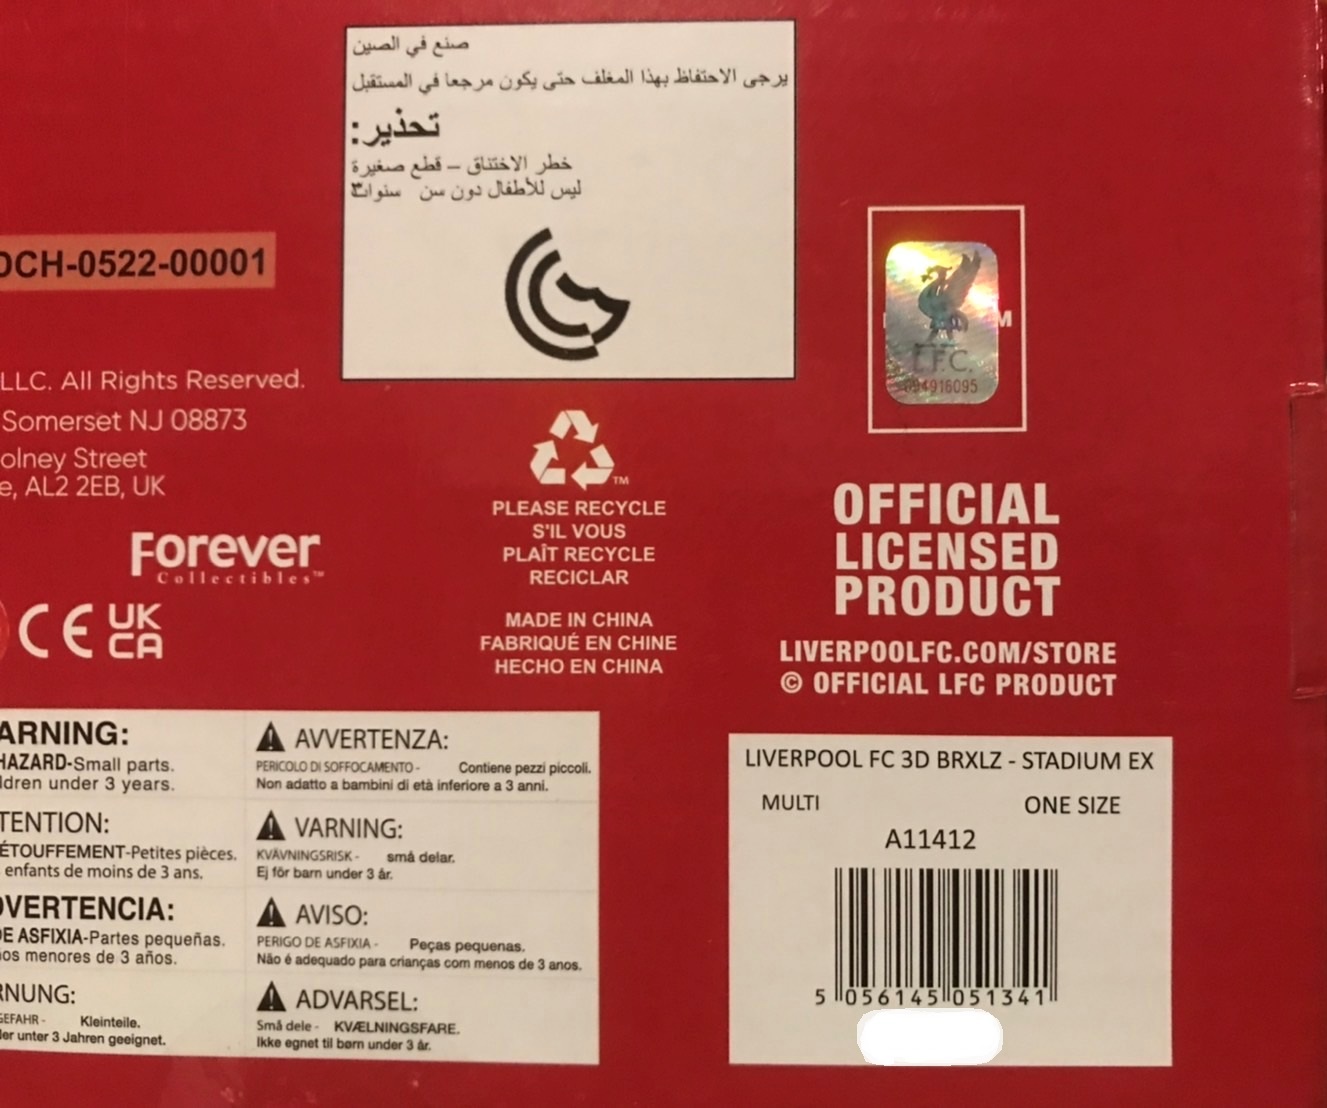 صنع في الصين
يرجى الاحتفاظ بهذا المغلف حتى يكون مرجعا في المستقبل
تحذير:
خطر الاختناق – قطع صغيرة
ليس للأطفال دون سن ٣ سنوات
DCH-0522-00001
LLC. All Rights Reserved.
Somerset NJ 08873
olney Street
e, AL2 2EB, UK
Forever
Collectibles™
CE UK
CA
™
PLEASE RECYCLE
S'IL VOUS
PLAÎT RECYCLE
RECICLAR
MADE IN CHINA
FABRIQUÉ EN CHINE
HECHO EN CHINA
M
L.F.C.
094916095
OFFICIAL
LICENSED
PRODUCT
LIVERPOOLFC.COM/STORE
© OFFICIAL LFC PRODUCT
ARNING:
HAZARD-Small parts.
ldren under 3 years.
TENTION:
ÉTOUFFEMENT-Petites pièces.
enfants de moins de 3 ans.
DVERTENCIA:
DE ASFIXIA-Partes pequeñas.
os menores de 3 años.
RNUNG:
GEFAHR - Kleinteile.
er unter 3 Jahren geeignet.
AVVERTENZA:
PERICOLO DI SOFFOCAMENTO - Contiene pezzi piccoli.
Non adatto a bambini di età inferiore a 3 anni.
VARNING:
KVÄVNINGSRISK - små delar.
Ej för barn under 3 år.
AVISO:
PERIGO DE ASFIXIA - Peças pequenas.
Não é adequado para crianças com menos de 3 anos.
ADVARSEL:
Små dele - KVÆLNINGSFARE.
Ikke egnet til børn under 3 år.
LIVERPOOL FC 3D BRXLZ - STADIUM EX
MULTI ONE SIZE
A11412
5 056145 051341